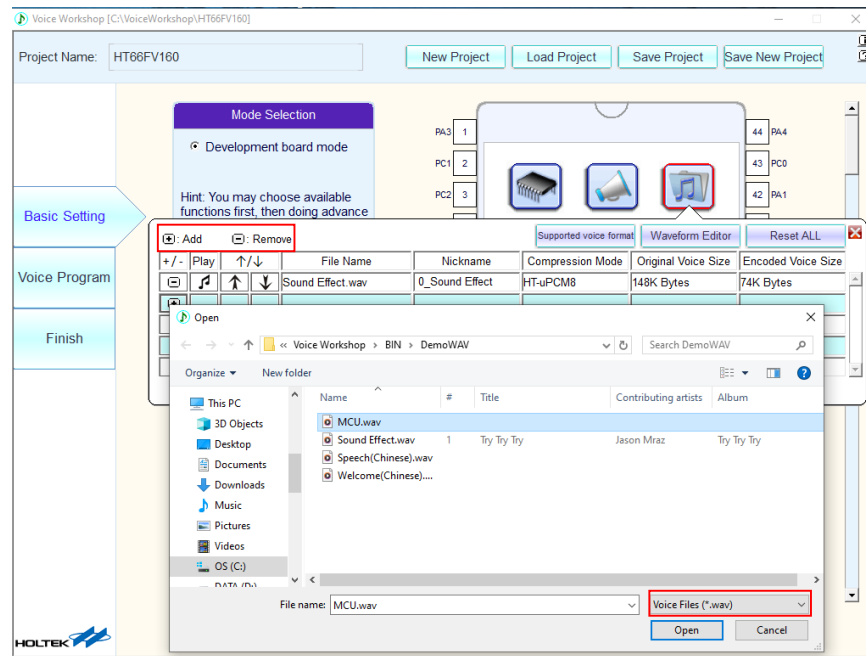 Voice Workshop [C:\VoiceWorkshop\HT66FV160]
Project Name: HT66FV160 New Project Load Project Save Project Save New Project
Mode Selection
Development board mode
Hint: You may choose available
functions first, then doing advance
PA3 1 44 PA4
PC1 2 43 PC0
PC2 3 42 PA1
Basic Setting
Voice Program
Finish
: Add : Remove Supported voice format Waveform Editor Reset ALL
+/- Play ↑/↓ File Name Nickname Compression Mode Original Voice Size Encoded Voice Size
Sound Effect.wav 0_Sound Effect HT-uPCM8 148K Bytes 74K Bytes
Open
« Voice Workshop > BIN > DemoWAV Search DemoWAV
Organize New folder
This PC
3D Objects
Desktop
Documents
Downloads
Music
Pictures
Videos
OS (C:)
DATA (D:)
Name # Title Contributing artists Album
MCU.wav
Sound Effect.wav 1 Try Try Try Jason Mraz Try Try Try
Speech(Chinese).wav
Welcome(Chinese)....
File name: MCU.wav Voice Files (*.wav)
Open Cancel
HOLTEK